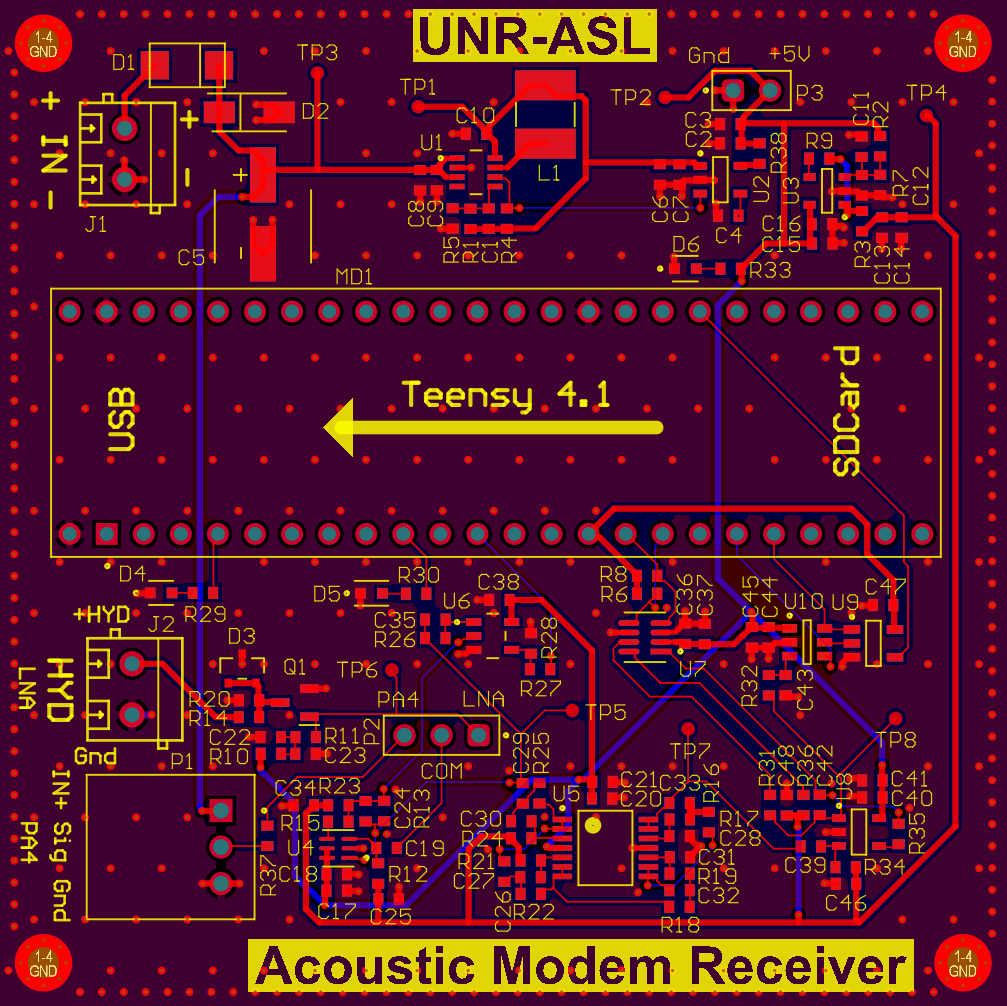 UNR-ASL
1-4
GND
1-4
GND
D1
TP3
Gnd
+5V
TP1
TP2
P3
TP4
D2
+ IN -
+
-
J1
C10
U1
L1
C3
C2
R38
C11
R2
R9
U2
U3
R7
C12
C8
C9
C6
C7
C4
C16
C15
R3
C13
C14
R5
R1
C1
R4
+
-
C5
D6
R33
MD1
USB
Teensy 4.1
SDCard
D4
R29
D5
R30
C38
R8
R6
C36
C37
C45
C44
U10
U9
C47
+HYD
J2
HYD
LNA
Gnd
D3
Q1
C35
R26
U6
R28
R27
U7
R32
C43
R20
R14
TP6
PA4
LNA
P2
COM
TP5
TP7
TP8
C22
R10
R11
C23
P1
IN+ Sig Gnd
PA4
C34
R23
C24
R13
R15
U4
C19
C18
R12
C17
C25
R37
C29
R25
U5
C21
C20
C33
R16
C30
R24
R21
C27
C26
R22
R17
C28
C31
R19
C32
R18
R31
C48
R36
C42
U8
C41
C40
R35
C39
R34
C46
1-4
GND
Acoustic Modem Receiver
1-4
GND